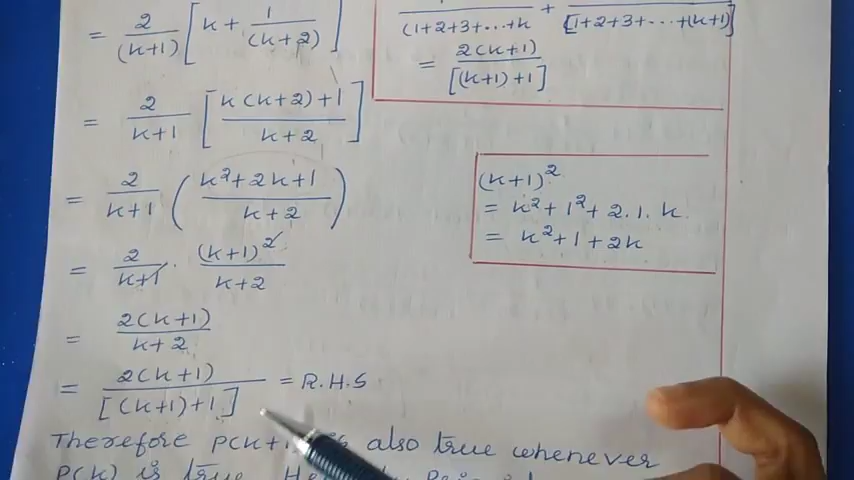 = 2/(k+1) [k + 1/(k+2)]
= 2/k+1 [k(k+2)+1/k+2]
= 2/k+1 (k²+2k+1/k+2)
= 2/k+1 · (k+1)²/k+2
= 2(k+1)/k+2
= 2(k+1)/[(k+1)+1] = R.H.S
Therefore P(k+1 is also true whenever
P(k) is true.
(1+2+3+...+k + [1+2+3+...+(k+1)]
= 2(k+1)/[(k+1)+1]
(k+1)²
= k²+1²+2.1.k
= k²+1+2k